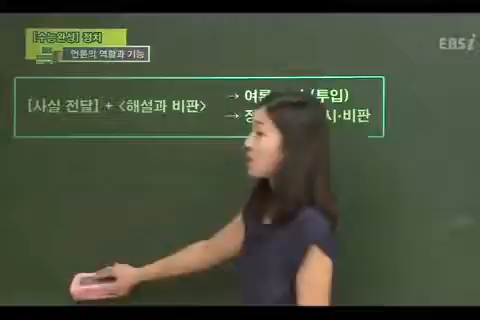 [수능완성] 정치
언론의 역할과 기능
EBSi
[사실 전달] + <해설과 비판>
→ 여론 (투입)
→ 비판